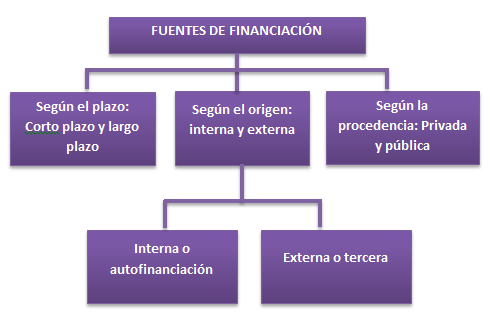 FUENTES DE FINANCIACIÓN
Según el plazo:
Corto plazo y largo
plazo
Según el origen:
interna y externa
Según la
procedencia: Privada
y pública
Interna o
autofinanciación
Externa o tercera